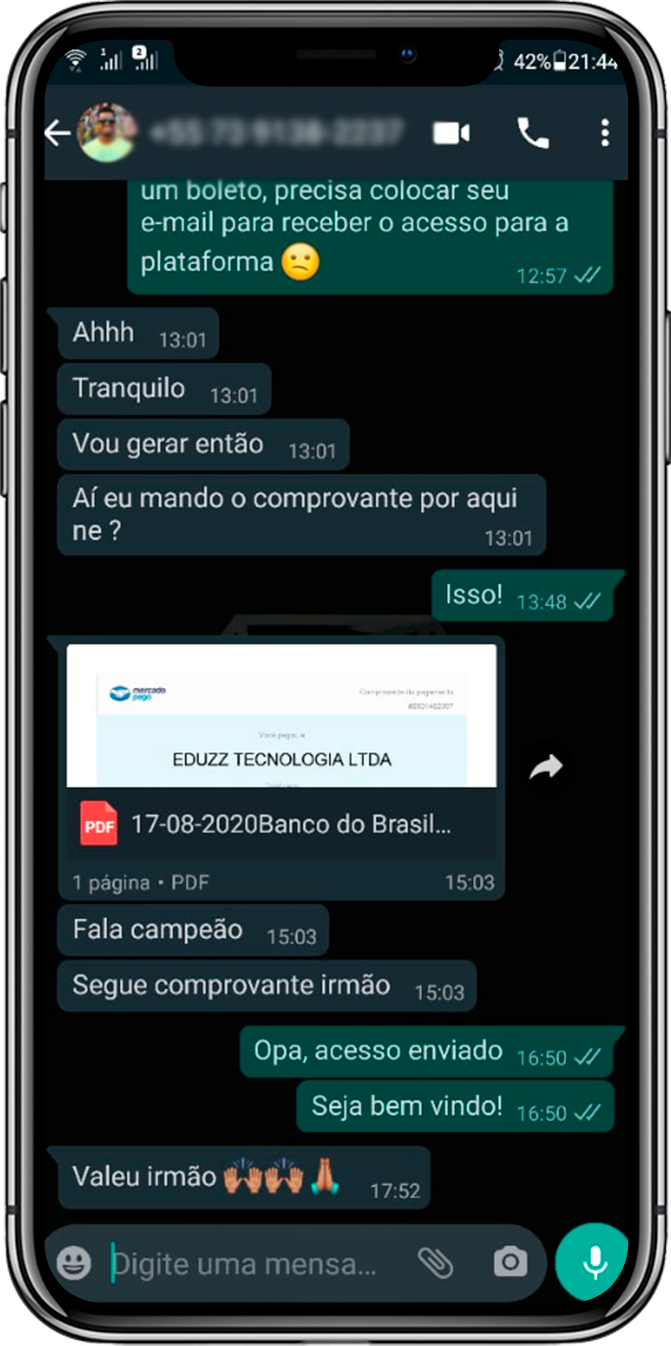 1
2
42%
21:44
um boleto, precisa colocar seu
e-mail para receber o acesso para a
plataforma 😕
12:57
Ahhh 13:01
Tranquilo 13:01
Vou gerar então 13:01
Aí eu mando o comprovante por aqui
ne ?
13:01
Isso! 13:48
mercado
pago
Comprovante de pagamento
Você pagou a
EDUZZ TECNOLOGIA LTDA
PDF 17-08-2020Banco do Brasil...
1 página • PDF 15:03
Fala campeão 15:03
Segue comprovante irmão 15:03
Opa, acesso enviado 16:50
Seja bem vindo! 16:50
Valeu irmão 🙌🙌🙏 17:52
Digite uma mensa...